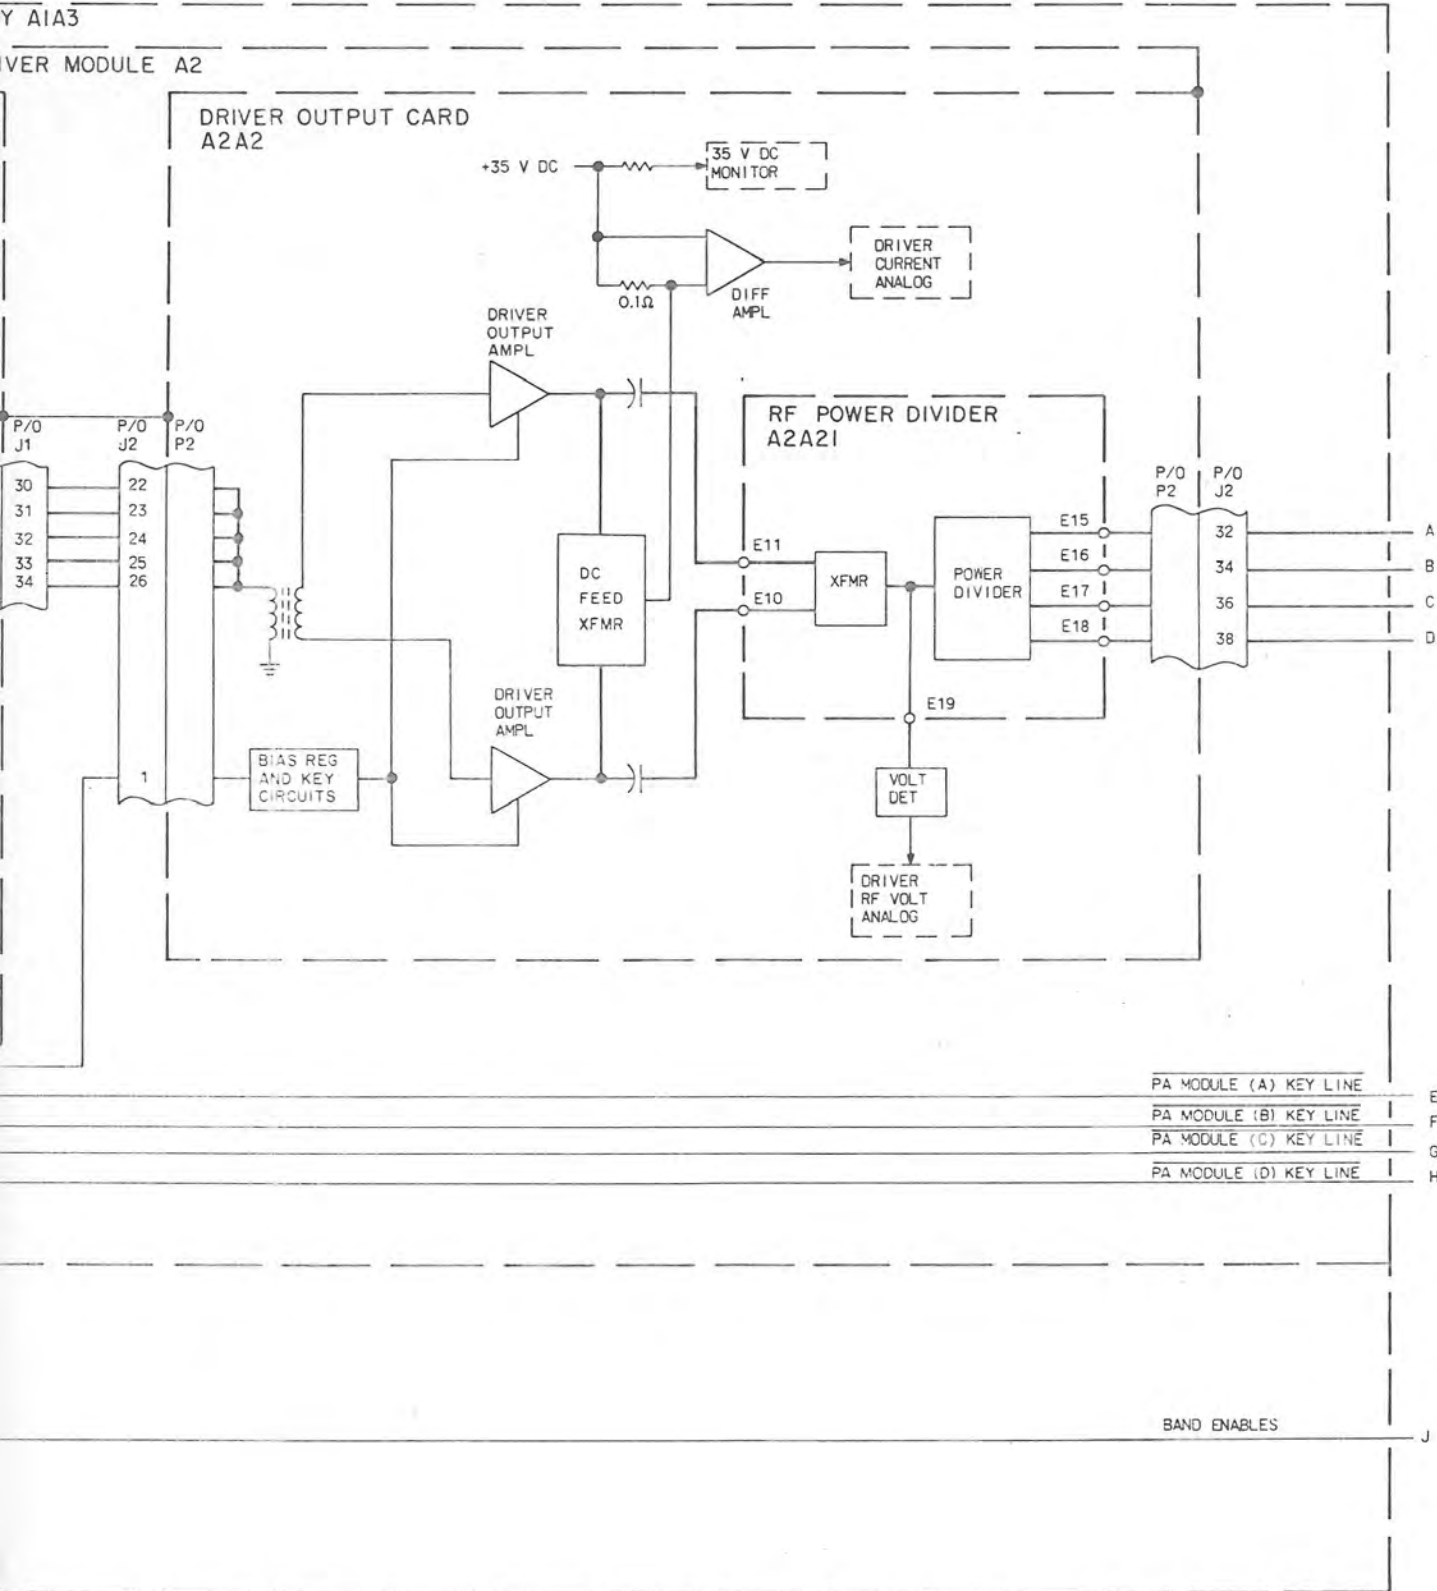 Y A1A3
IVER MODULE A2
DRIVER OUTPUT CARD
A2A2
+35 V DC
35 V DC
MONITOR
DRIVER
CURRENT
ANALOG
0.1Ω
DIFF
AMPL
DRIVER
OUTPUT
AMPL
RF POWER DIVIDER
A2A21
P/O
J1
P/O
J2
P/O
P2
30
31
32
33
34
22
23
24
25
26
1
DC
FEED
XFMR
E11
E10
XFMR
POWER
DIVIDER
E15
E16
E17
E18
E19
P/O
P2
P/O
J2
32
34
36
38
A
B
C
D
BIAS REG
AND KEY
CIRCUITS
DRIVER
OUTPUT
AMPL
VOLT
DET
DRIVER
RF VOLT
ANALOG
PA MODULE (A) KEY LINE
E
PA MODULE (B) KEY LINE
F
PA MODULE (C) KEY LINE
G
PA MODULE (D) KEY LINE
H
BAND ENABLES
J